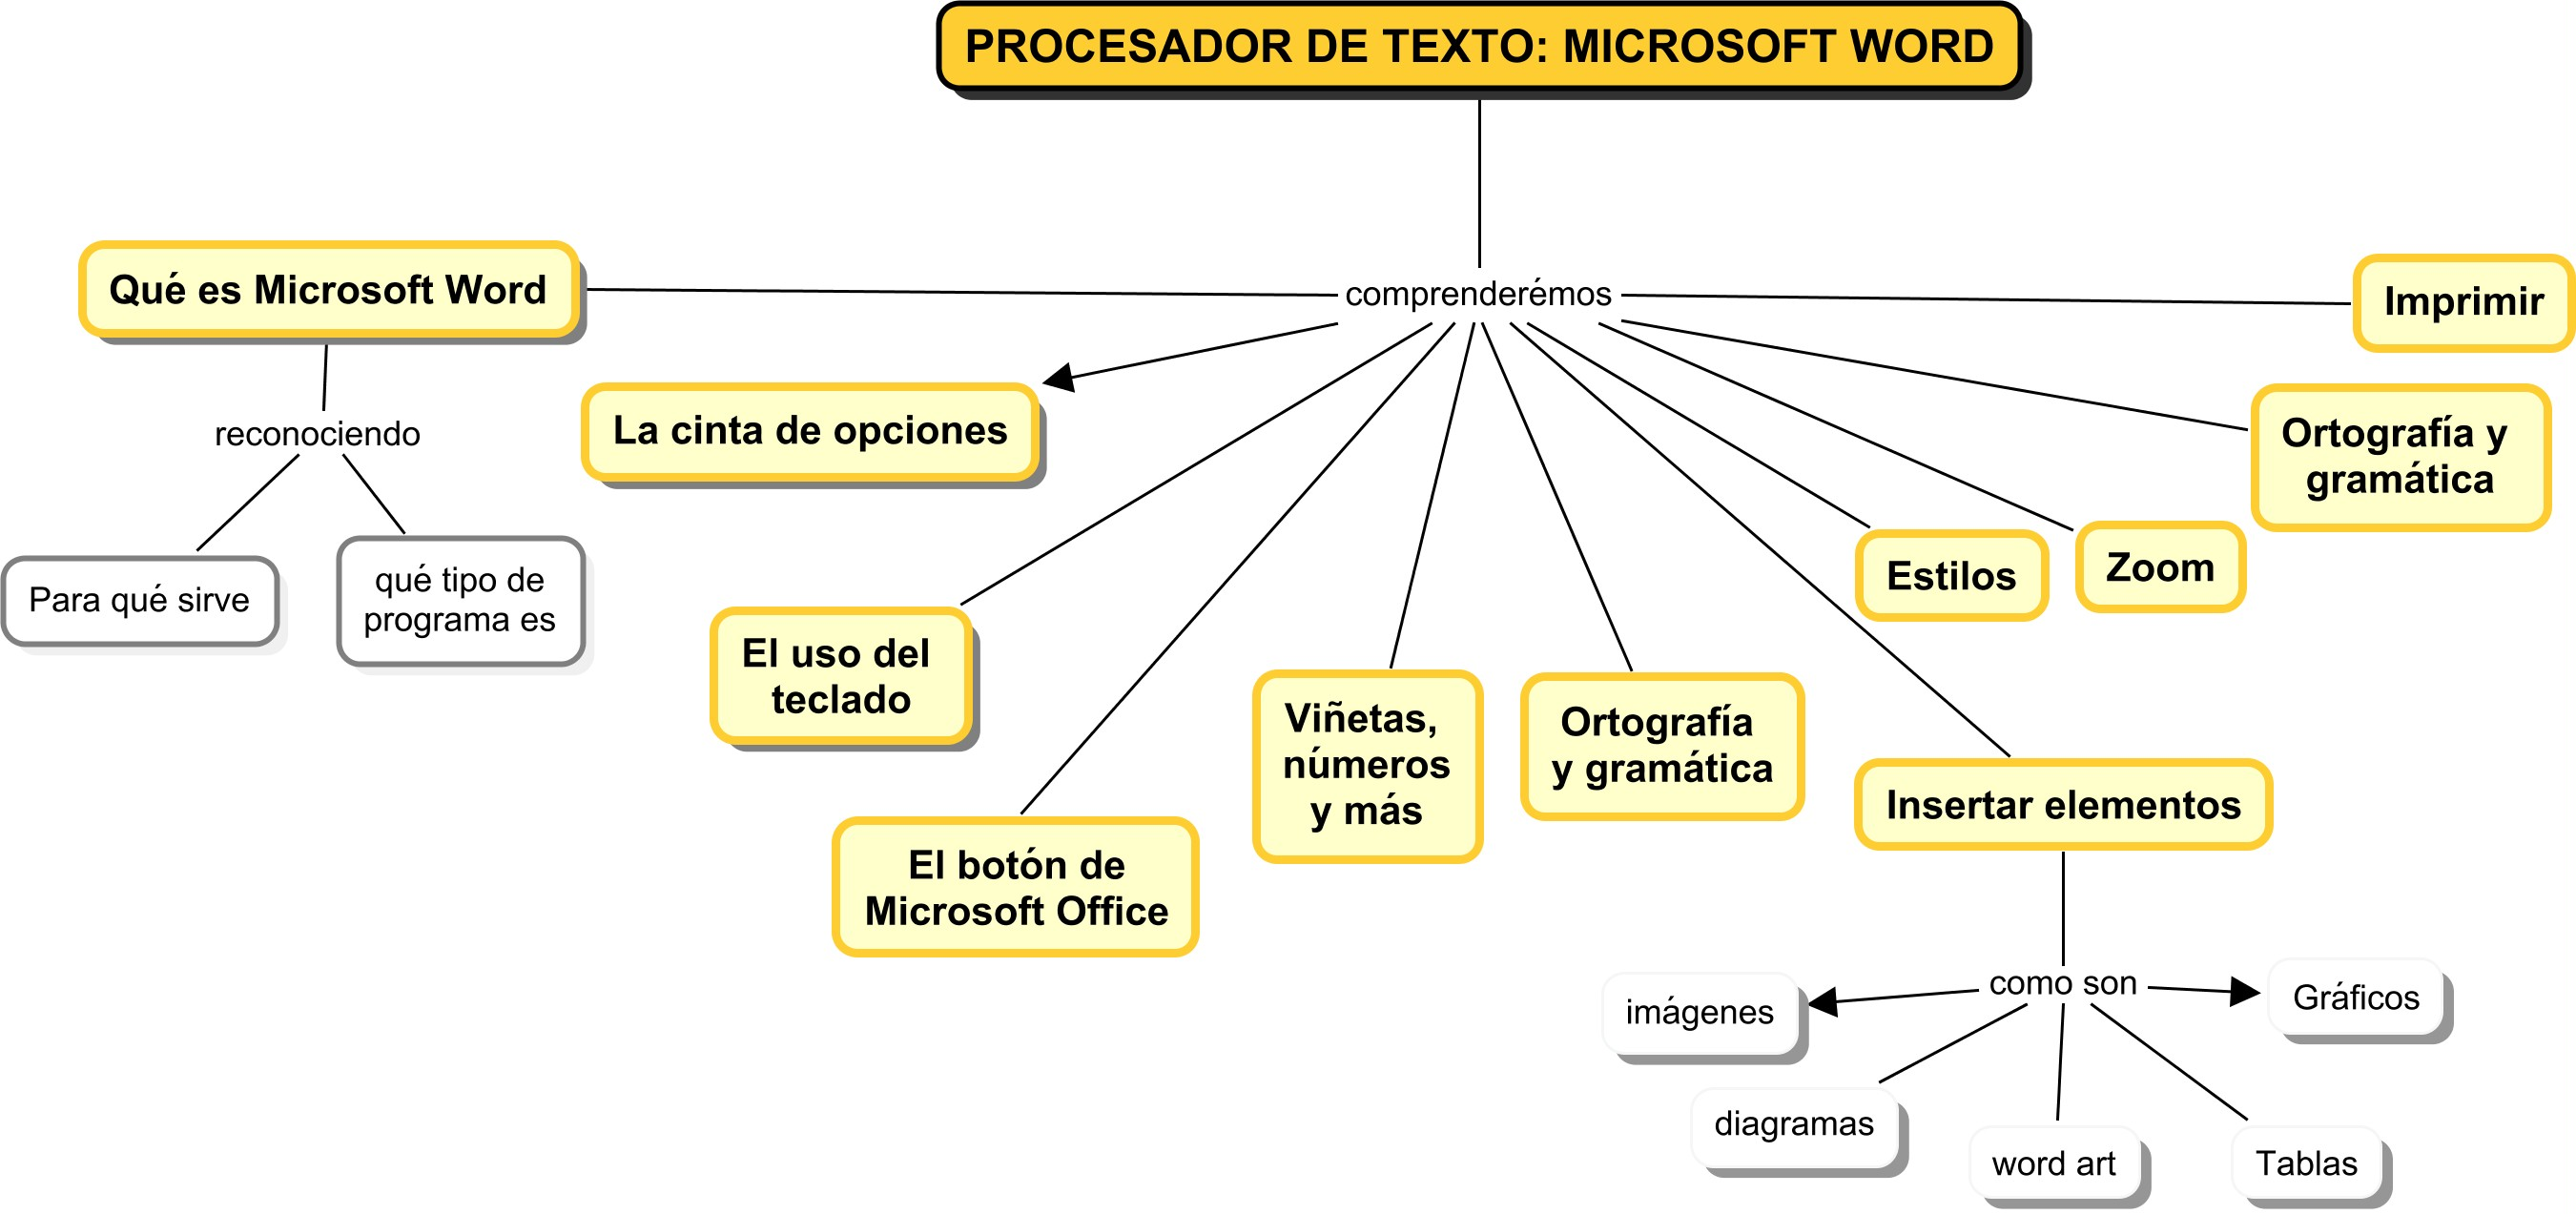 PROCESADOR DE TEXTO: MICROSOFT WORD
Qué es Microsoft Word
comprenderémos
Imprimir
La cinta de opciones
reconociendo
Ortografía y
gramática
Para qué sirve
qué tipo de
programa es
Estilos
Zoom
El uso del
teclado
Viñetas,
números
y más
Ortografía
y gramática
Insertar elementos
El botón de
Microsoft Office
como son
imágenes
Gráficos
diagramas
word art
Tablas